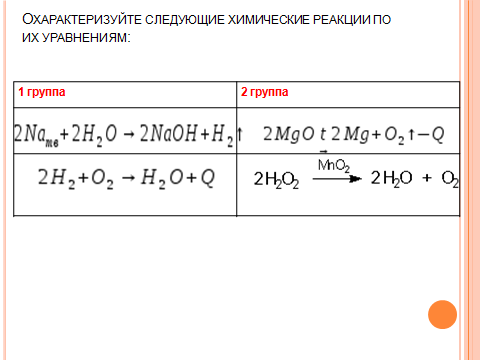 ОХАРАКТЕРИЗУЙТЕ СЛЕДУЮЩИЕ ХИМИЧЕСКИЕ РЕАКЦИИ ПО
ИХ УРАВНЕНИЯМ:
1 группа 2 группа
2Naтв+2H₂O → 2NaOH+H₂↑ 2MgO t→ 2Mg+O₂↑−Q
2H₂+O₂ → H₂O+Q 2H₂O₂ MnO₂→ 2H₂O + O₂